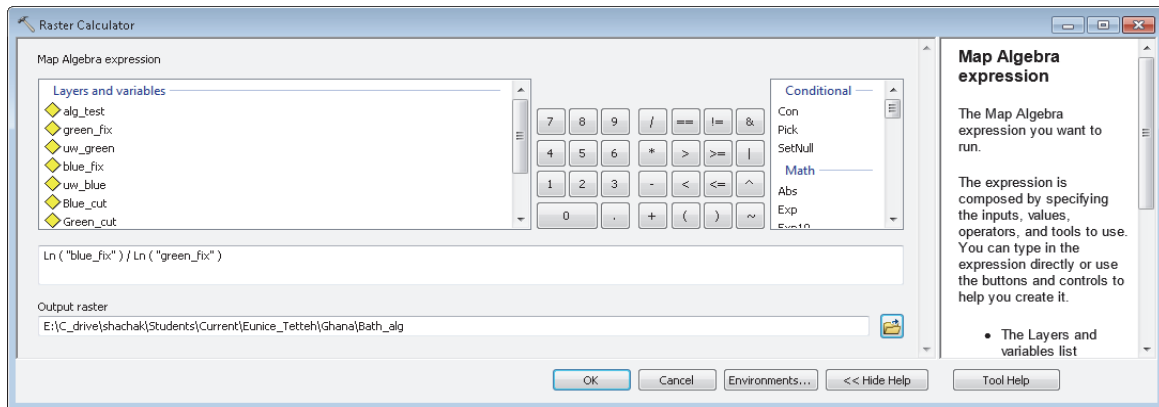 Raster Calculator
Map Algebra expression
Layers and variables
alg_test
green_fix
uw_green
blue_fix
uw_blue
Blue_cut
Green_cut
7 8 9 / == != &
4 5 6 * > >= |
1 2 3 - < <= ^
0 . + ( ) ~
Conditional
Con
Pick
SetNull
Math
Abs
Exp
Exp10
Ln ( "blue_fix" ) / Ln ( "green_fix" )
Output raster
E:\C_drive\shachak\Students\Current\Eunice_Tetteh\Ghana\Bath_alg
OK
Cancel
Environments...
<< Hide Help
Tool Help
Map Algebra
expression
The Map Algebra
expression you want to
run.
The expression is
composed by specifying
the inputs, values,
operators, and tools to use.
You can type in the
expression directly or use
the buttons and controls to
help you create it.
• The Layers and
variables list